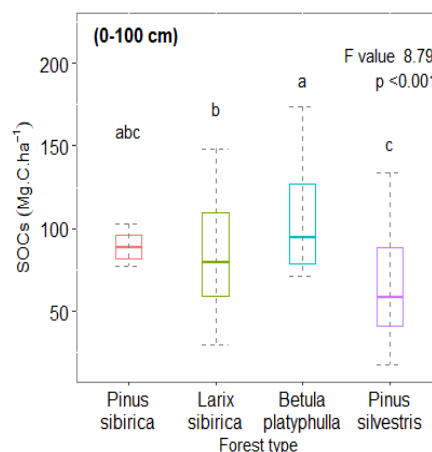 (0-100 cm)
F value 8.79
p <0.001
SOCs (Mg.C.ha⁻¹)
200
150
100
50
abc
b
a
c
Pinus sibirica
Larix sibirica
Betula platyphulla
Pinus silvestris
Forest type